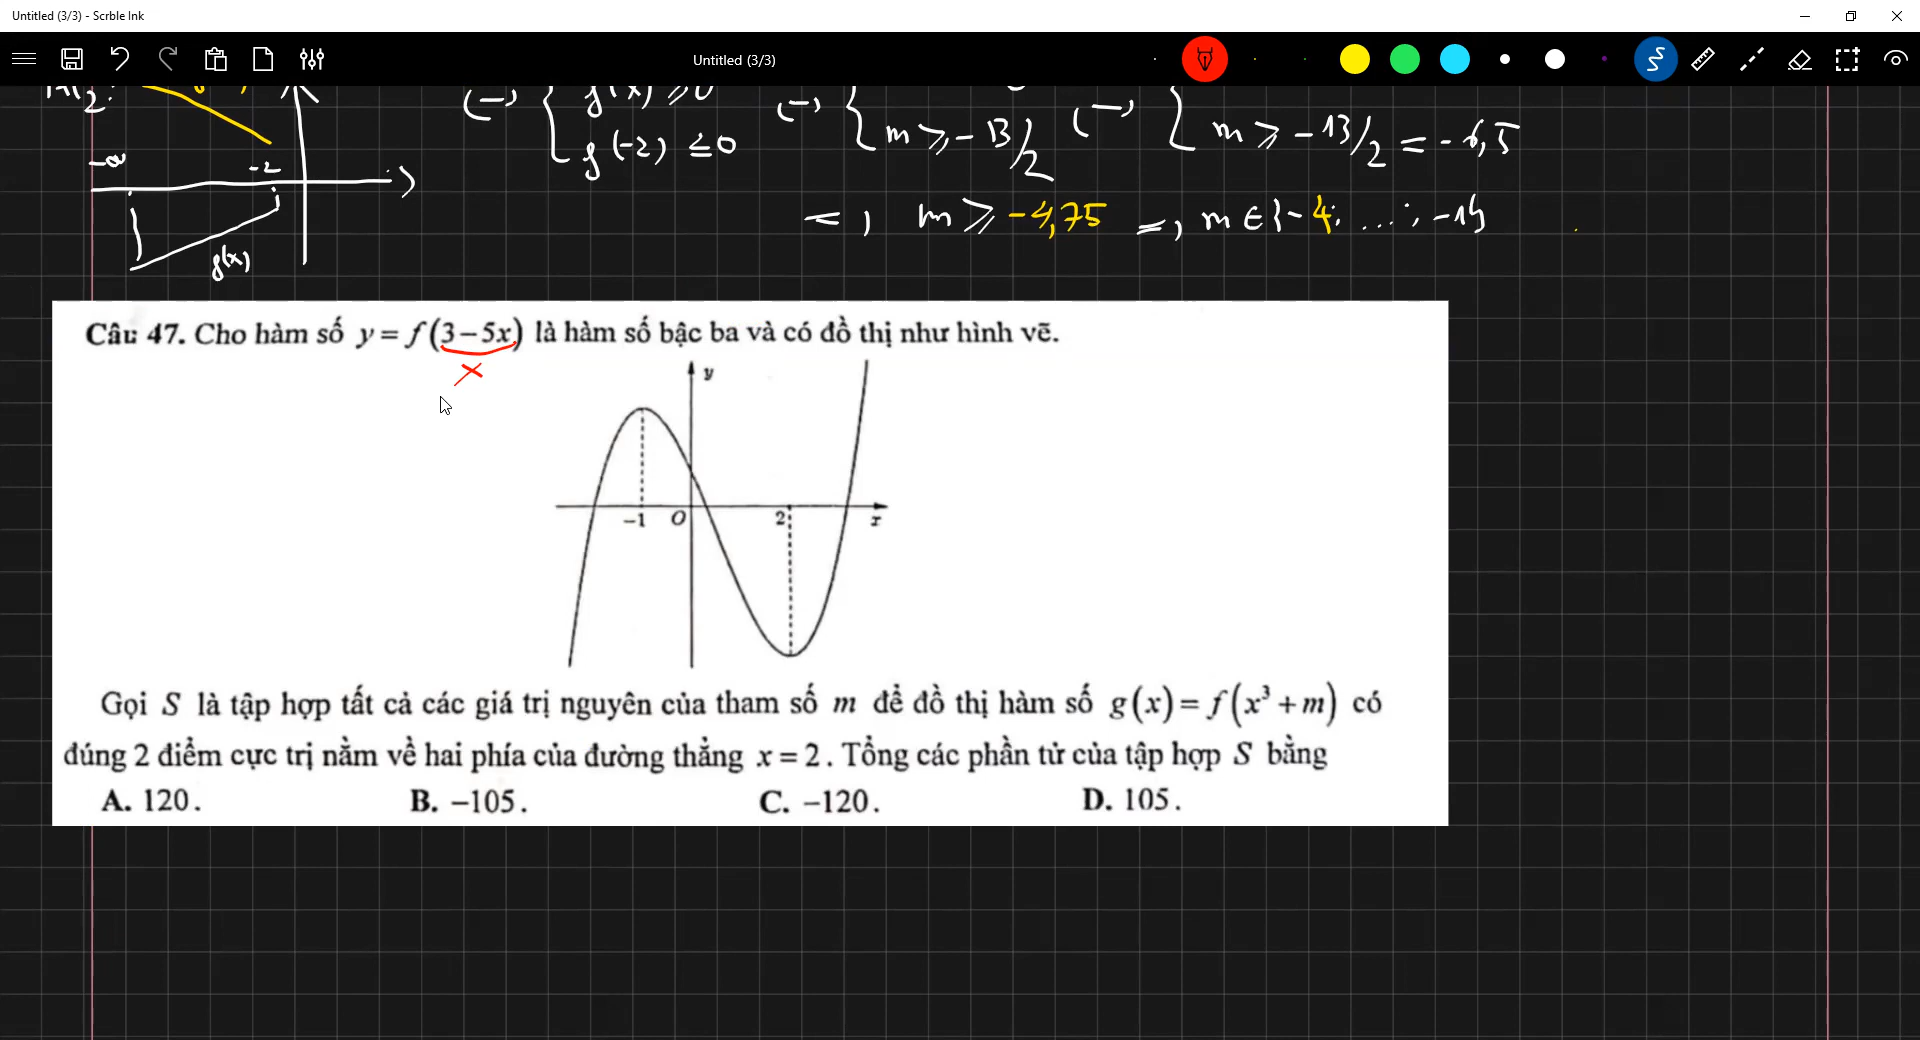 Untitled (3/3) - Scrble Ink
Untitled (3/3)
g(x) ≥ 0
g(-2) ≤ 0
m ≥ -13/2
m ≥ -13/2 = -6,5
-∞
-2
g(x)
=) m ≥ -4,75 =) m ∈ {-4; ...; -1}
Câu 47. Cho hàm số y = f(3-5x) là hàm số bậc ba và có đồ thị như hình vẽ.
x
y
-1 O 2 x
Gọi S là tập hợp tất cả các giá trị nguyên của tham số m để đồ thị hàm số g(x) = f(x³ + m) có
đúng 2 điểm cực trị nằm về hai phía của đường thẳng x = 2. Tổng các phần tử của tập hợp S bằng
A. 120. B. -105. C. -120. D. 105.